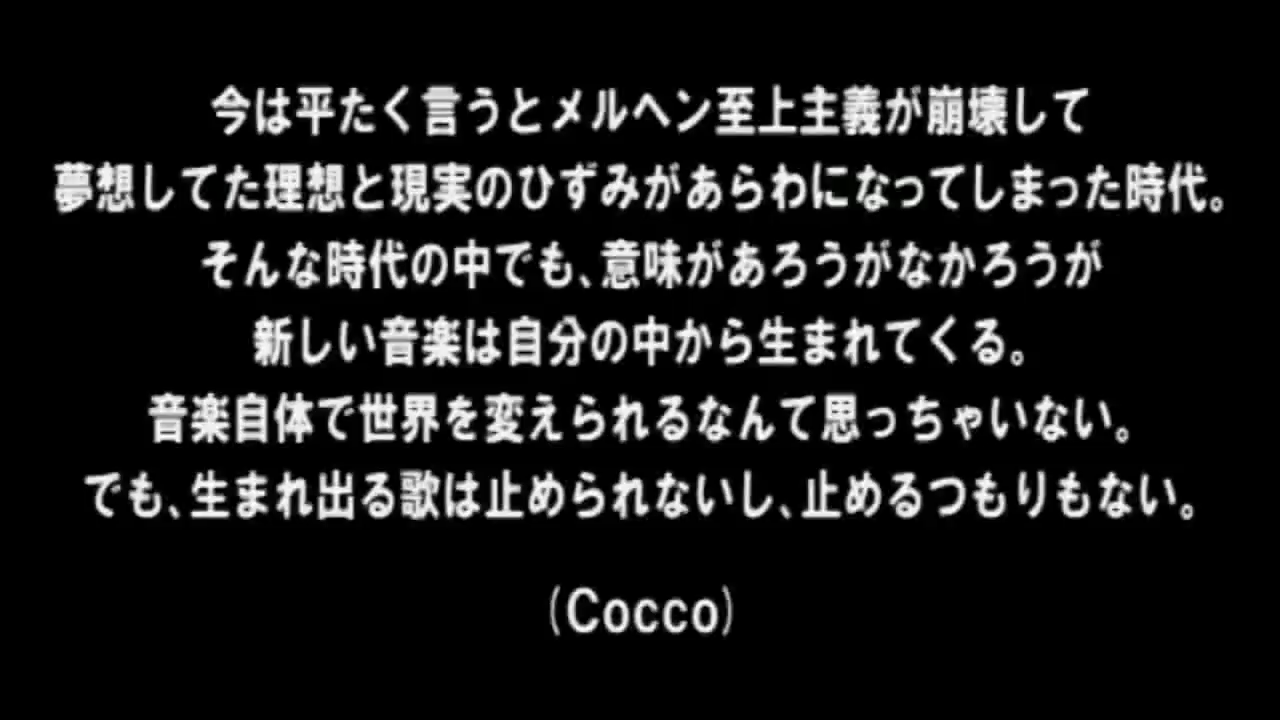 今は平たく言うとメルヘン至上主義が崩壊して
夢想してた理想と現実のひずみがあらわになってしまった時代。
そんな時代の中でも、意味があろうがなかろうが
新しい音楽は自分の中から生まれてくる。
音楽自体で世界を変えられるなんて思っちゃいない。
でも、生まれ出る歌は止められないし、止めるつもりもない。
(Cocco)